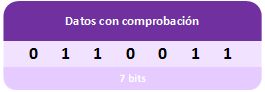 Datos con comprobación
0 1 1 0 0 1 1
7 bits